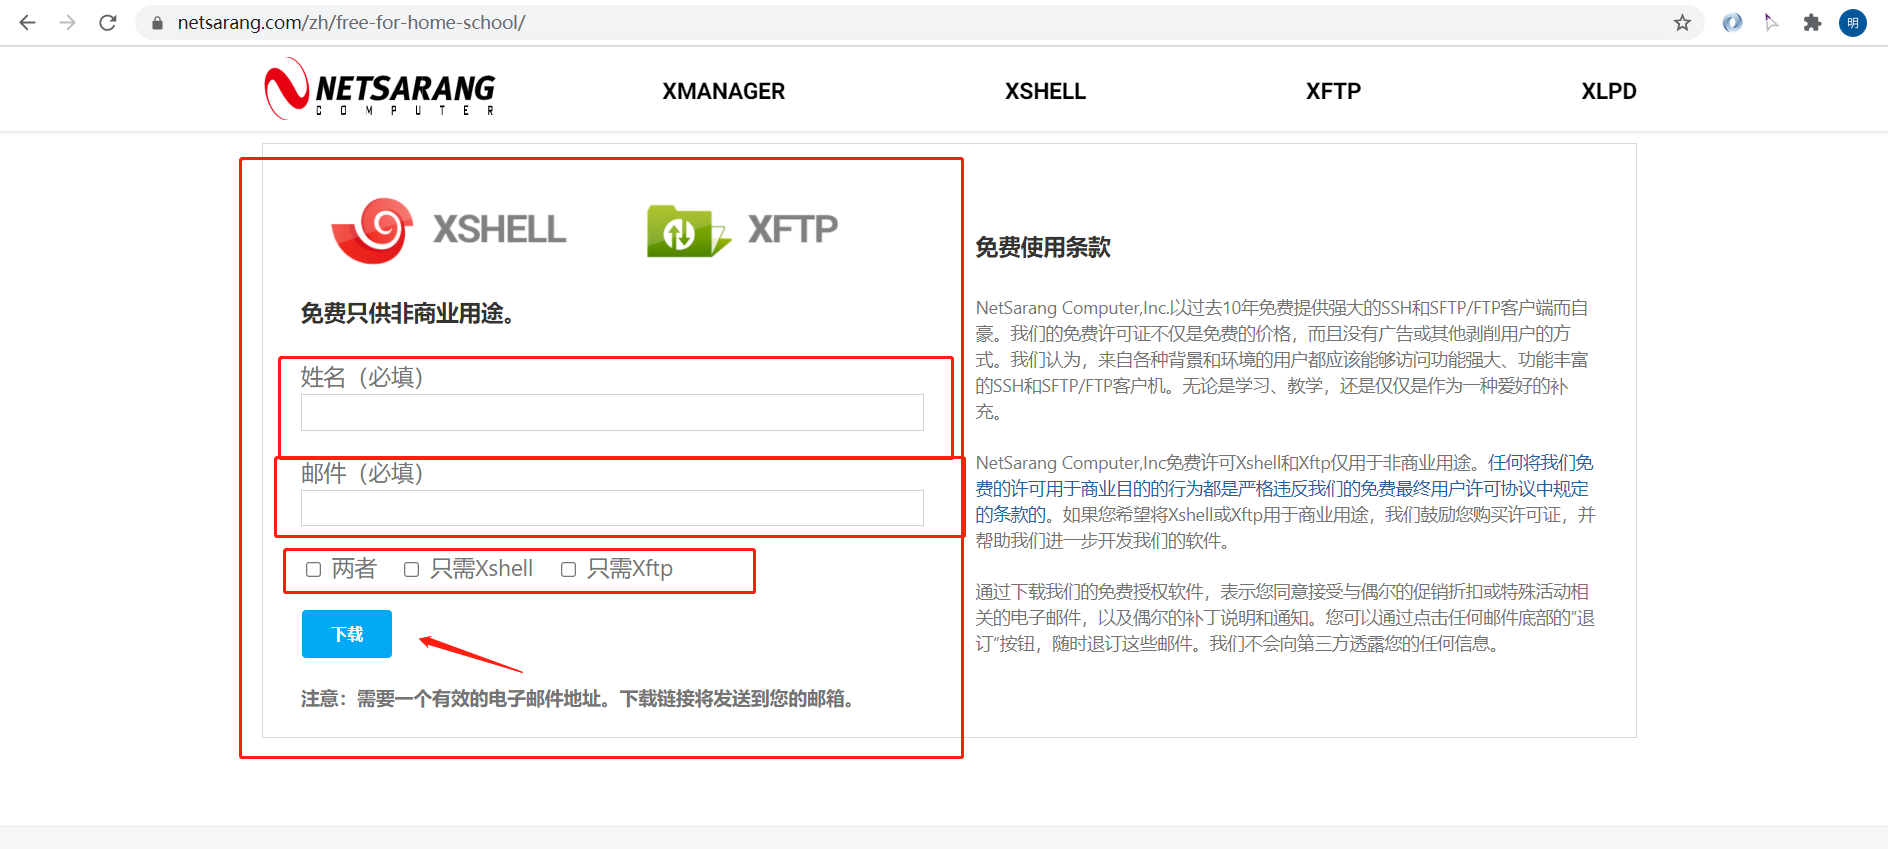 netsarang.com/zh/free-for-home-school/
明
NETSARANG
COMPUTER
XMANAGER
XSHELL
XFTP
XLPD
XSHELL
XFTP
免费只供非商业用途。
姓名（必填）
邮件（必填）
两者
只需Xshell
只需Xftp
下载
注意：需要一个有效的电子邮件地址。下载链接将发送到您的邮箱。
免费使用条款
NetSarang Computer,Inc.以过去10年免费提供强大的SSH和SFTP/FTP客户端而自
豪。我们的免费许可证不仅是免费的价格，而且没有广告或其他剥削用户的方
式。我们认为，来自各种背景和环境的用户都应该能够访问功能强大、功能丰富
的SSH和SFTP/FTP客户机。无论是学习、教学，还是仅仅是作为一种爱好的补
充。
NetSarang Computer,Inc免费许可Xshell和Xftp仅用于非商业用途。任何将我们免
费的许可用于商业目的的行为都是严格违反我们的免费最终用户许可协议中规定
的条款的。如果您希望将Xshell或Xftp用于商业用途，我们鼓励您购买许可证，并
帮助我们进一步开发我们的软件。
通过下载我们的免费授权软件，表示您同意接受与偶尔的促销折扣或特殊活动相
关的电子邮件，以及偶尔的补丁说明和通知。您可以通过点击任何邮件底部的"退
订"按钮，随时退订这些邮件。我们不会向第三方透露您的任何信息。